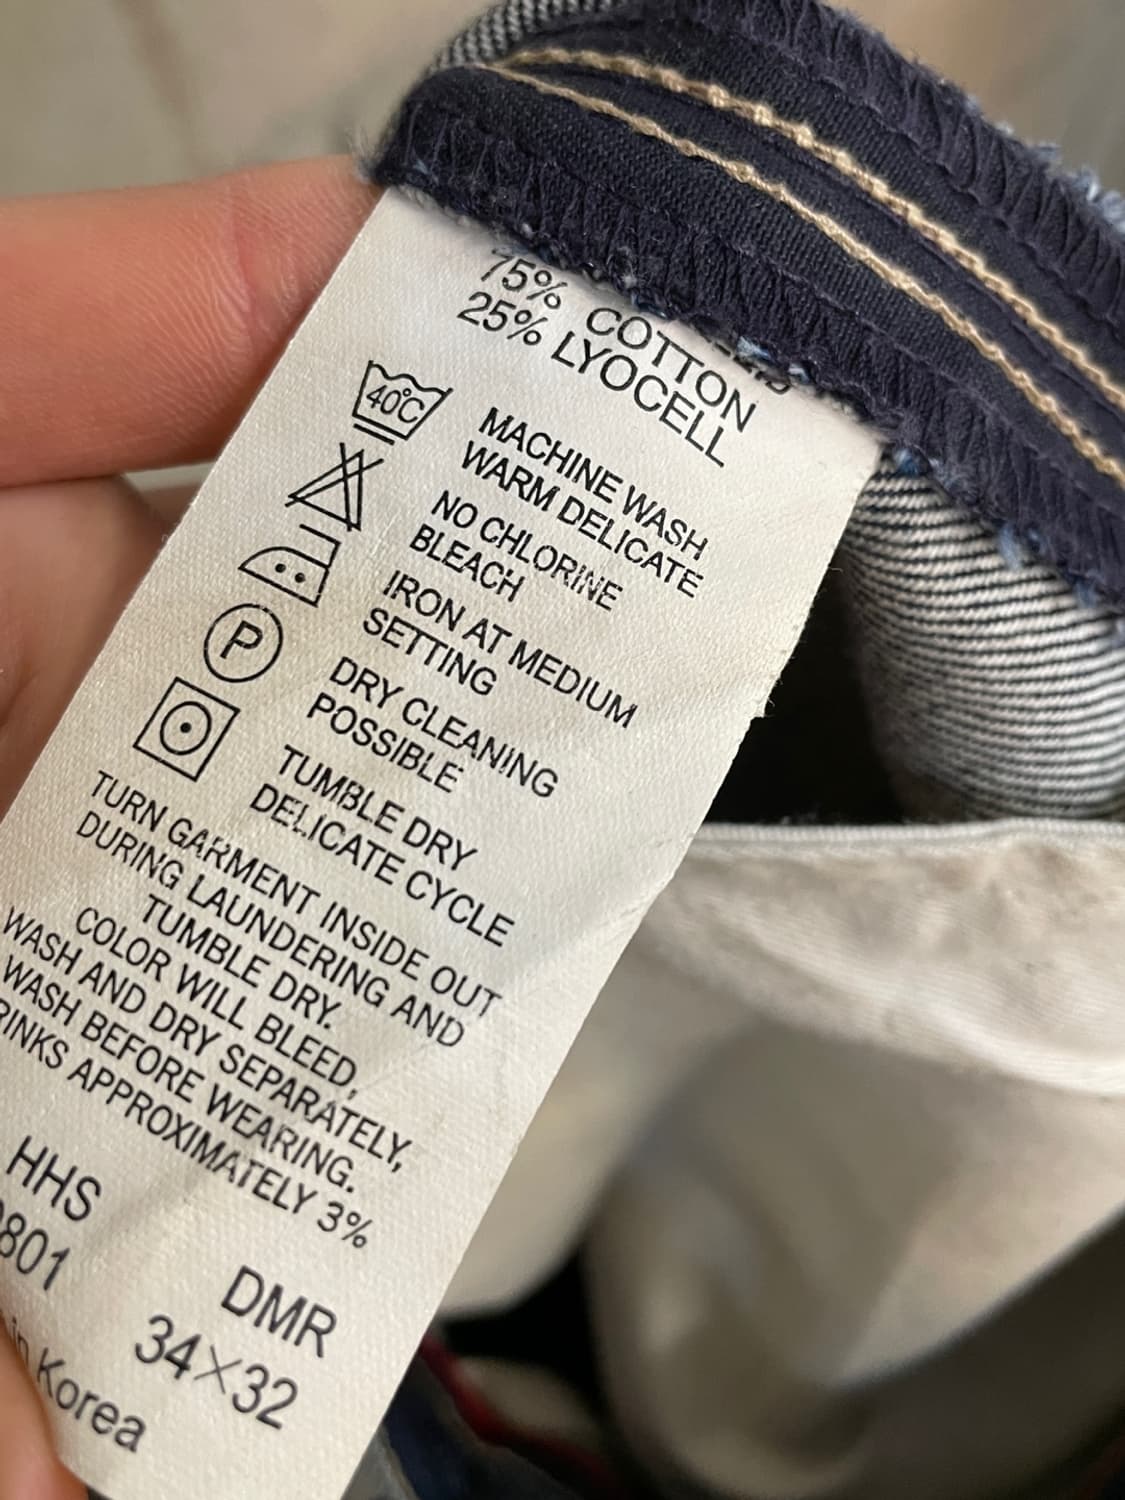 75% COTTON
25% LYOCELL
40°C
MACHINE WASH
WARM DELICATE
NO CHLORINE
BLEACH
IRON AT MEDIUM
SETTING
P
DRY CLEANING
POSSIBLE
TUMBLE DRY
DELICATE CYCLE
TURN GARMENT INSIDE OUT
DURING LAUNDERING AND
TUMBLE DRY.
COLOR WILL BLEED,
WASH AND DRY SEPARATELY,
WASH BEFORE WEARING.
RINKS APPROXIMATELY 3%
HHS
DMR
801
34×32
in Korea